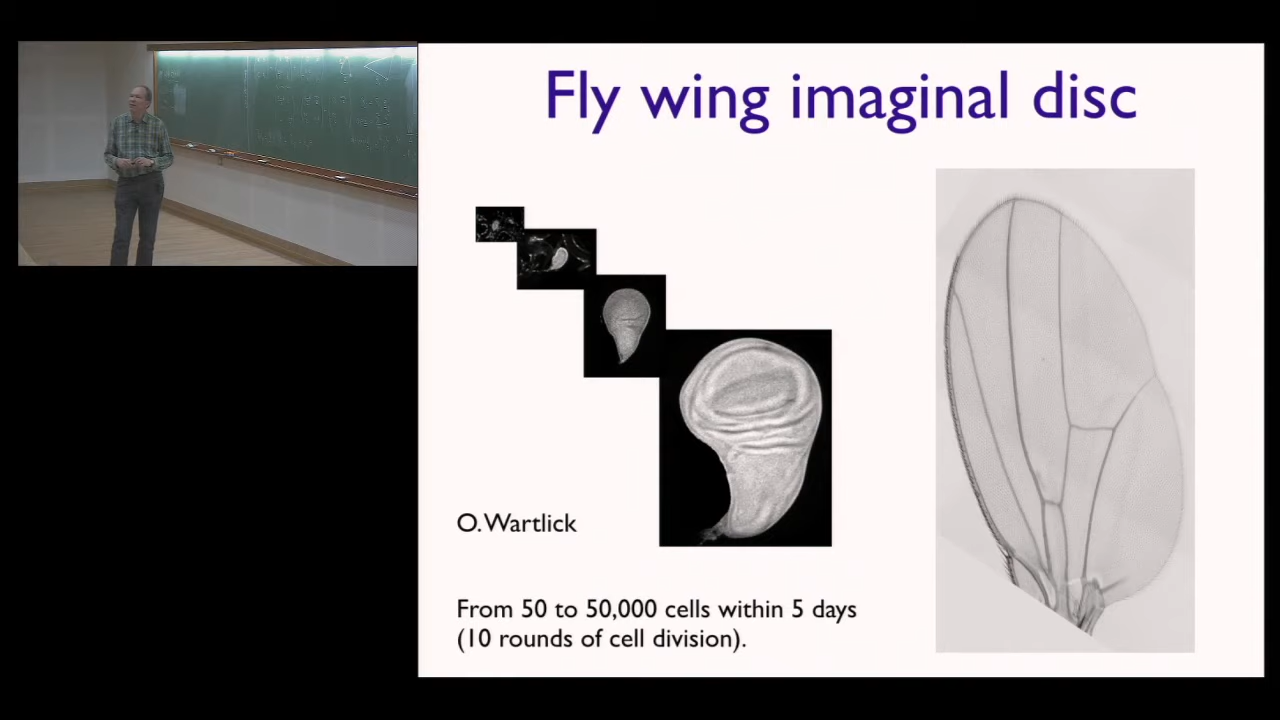 Fly wing imaginal disc
O. Wartlick
From 50 to 50,000 cells within 5 days
(10 rounds of cell division).